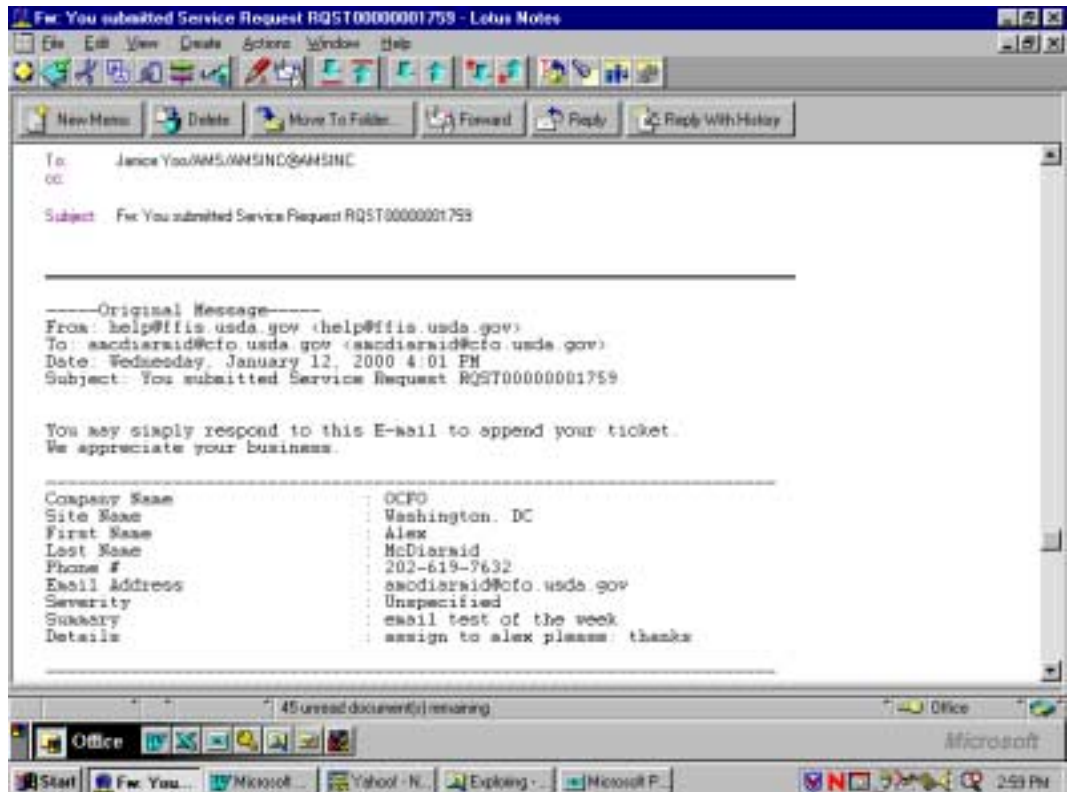 Fw: You submitted Service Request RQST00000001759 - Lotus Notes
File Edit View Create Actions Window Help
New Memo Delete Move To Folder... Forward Reply Reply With History
To: Janice Yoo/AMS/AMSINC@AMSINC
cc:
Subject: Fw: You submitted Service Request RQST00000001759
-----Original Message-----
From: help@ffis.usda.gov <help@ffis.usda.gov>
To: amcdiarmid@cfo.usda.gov <amcdiarmid@cfo.usda.gov>
Date: Wednesday, January 12, 2000 4:01 PM
Subject: You submitted Service Request RQST00000001759
You may simply respond to this E-mail to append your ticket.
We appreciate your business.
Company Name : OCFO
Site Name : Washington, DC
First Name : Alex
Last Name : McDiarmid
Phone # : 202-619-7632
Email Address : amcdiarmid@cfo.usda.gov
Severity : Unspecified
Summary : email test of the week
Details : assign to alex please thanks
45 unread document(s) remaining Office
Office Microsoft
Start Fw: You... Microsoft ... Yahoo! - N... Exploring - ... Microsoft P... 2:59 PM